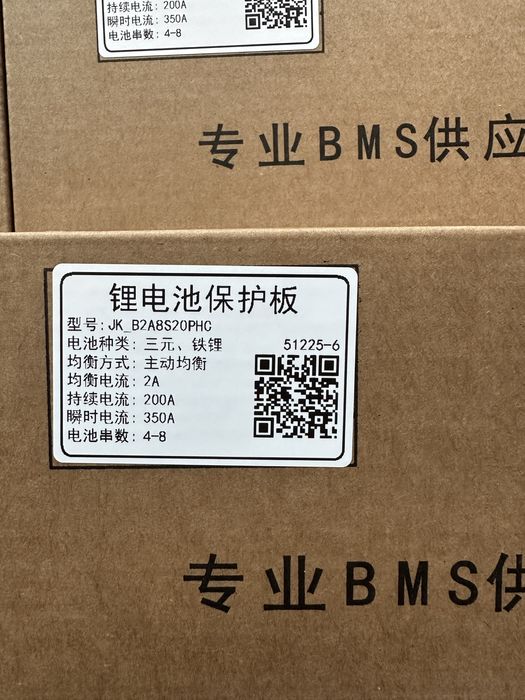 持续电流: 200A
瞬时电流: 350A
电池串数: 4-8
专业BMS供应
锂电池保护板
型号: JK_B2A8S20PHC
电池种类: 三元、铁锂 51225-6
均衡方式: 主动均衡
均衡电流: 2A
持续电流: 200A
瞬时电流: 350A
电池串数: 4-8
专业BMS供